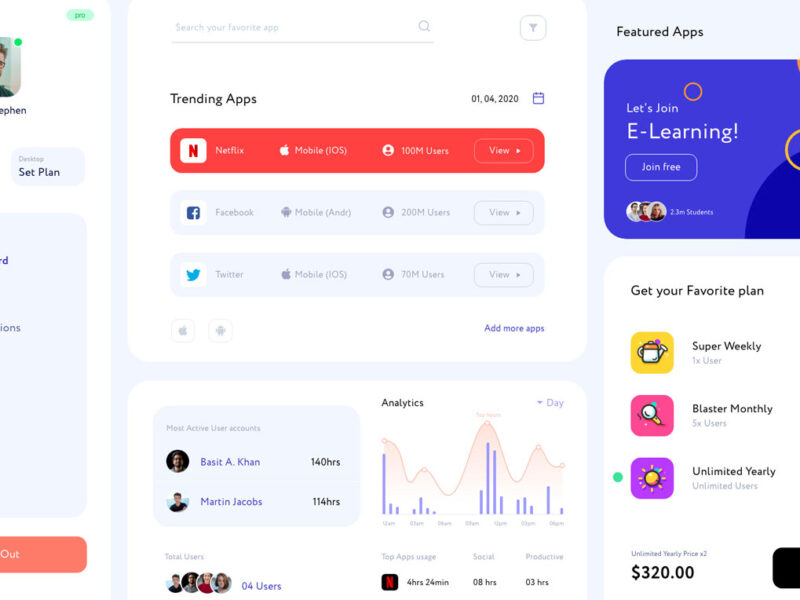 pro
ephen
Desktop
Set Plan
rd
ions
Out
Search your favorite app
Trending Apps
01, 04, 2020
Netflix Mobile (IOS) 100M Users View
Facebook Mobile (Andr) 200M Users View
Twitter Mobile (IOS) 70M Users View
Add more apps
Most Active User accounts
Basit A. Khan 140hrs
Martin Jacobs 114hrs
Total Users
04 Users
Analytics
Day
Top hours
12am 03am 06am 09am 12pm 03pm 06pm
Top Apps usage Social Productive
4hrs 24min 08 hrs 03 hrs
Featured Apps
Let's Join
E-Learning!
Join free
2.3m Students
Get your Favorite plan
Super Weekly
1x User
Blaster Monthly
5x Users
Unlimited Yearly
Unlimited Users
Unlimited Yearly Price x2
$320.00